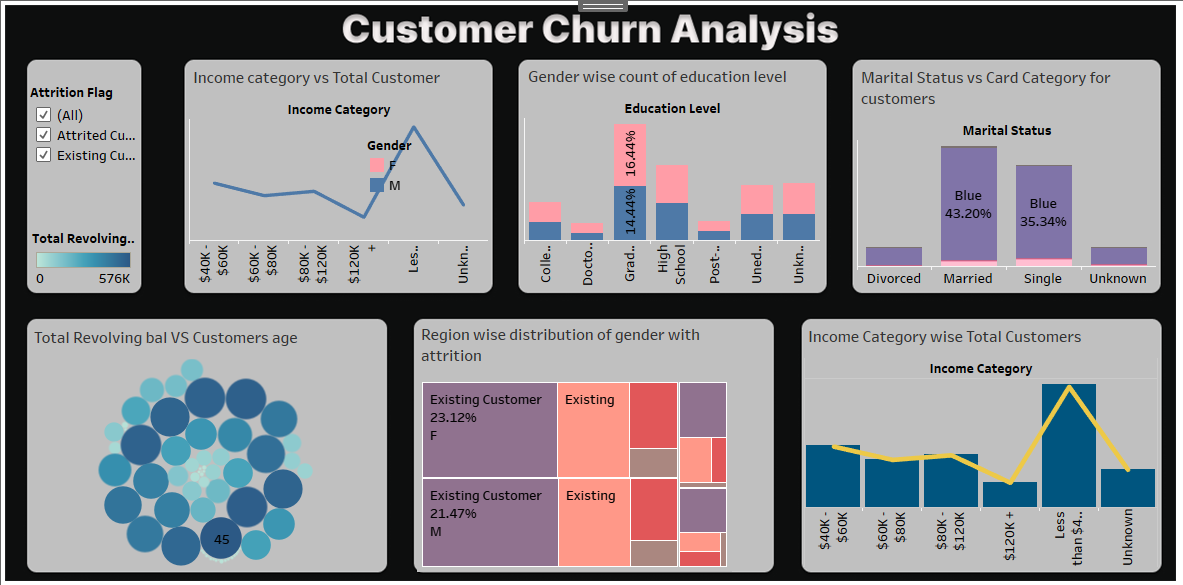 Customer Churn Analysis
Attrition Flag
(All)
Attrited Cu...
Existing Cu...
Total Revolving..
0 576K
Income category vs Total Customer
Income Category
Gender
F
M
$40K -
$60K
$60K -
$80K
$80K -
$120K
$120K
+
Les..
Unkn..
Gender wise count of education level
Education Level
16.44%
14.44%
Colle..
Docto..
Grad..
High
School
Post-..
Uned..
Unkn..
Marital Status vs Card Category for
customers
Marital Status
Blue
43.20%
Blue
35.34%
Divorced Married Single Unknown
Total Revolving bal VS Customers age
45
Region wise distribution of gender with
attrition
Existing Customer
23.12%
F
Existing
Existing Customer
21.47%
M
Existing
Income Category wise Total Customers
Income Category
$40K -
$60K
$60K -
$80K
$80K -
$120K
$120K +
Less
than $4..
Unknown